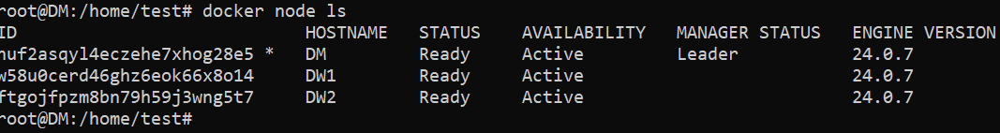 root@DM:/home/test# docker node ls
ID HOSTNAME STATUS AVAILABILITY MANAGER STATUS ENGINE VERSION
nuf2asqyl4eczehe7xhog28e5 * DM Ready Active Leader 24.0.7
w58u0cerd46ghz6eok66x8o14 DW1 Ready Active 24.0.7
ftgojfpzm8bn79h59j3wng5t7 DW2 Ready Active 24.0.7
root@DM:/home/test#